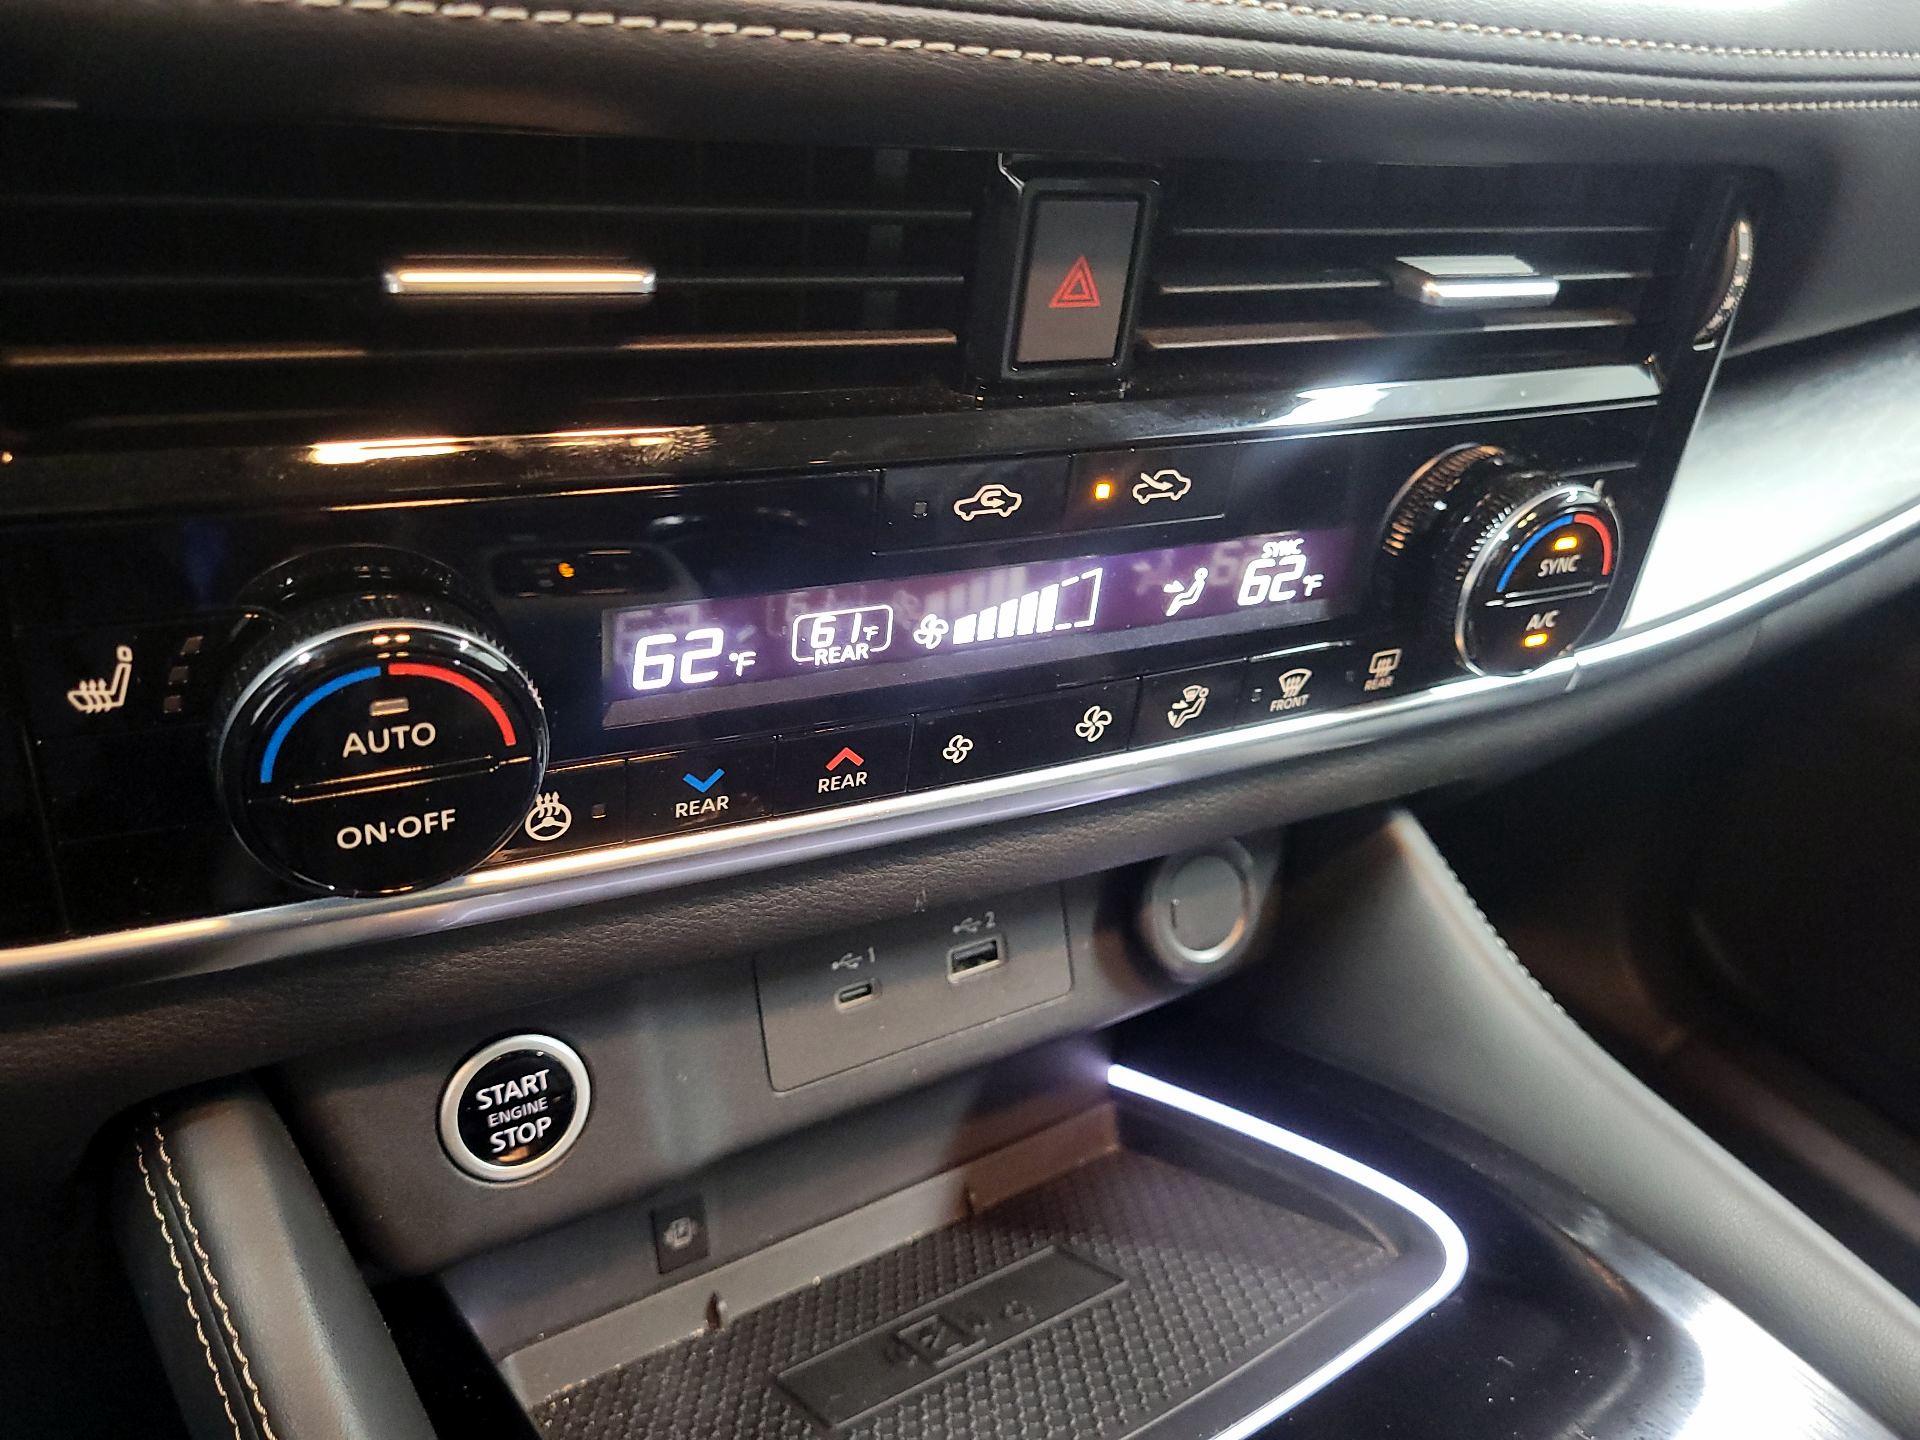 SYNC
62°F
61°F
REAR
62°F
SYNC
A/C
AUTO
ON·OFF
REAR
REAR
FRONT
REAR
1
2
START
ENGINE
STOP